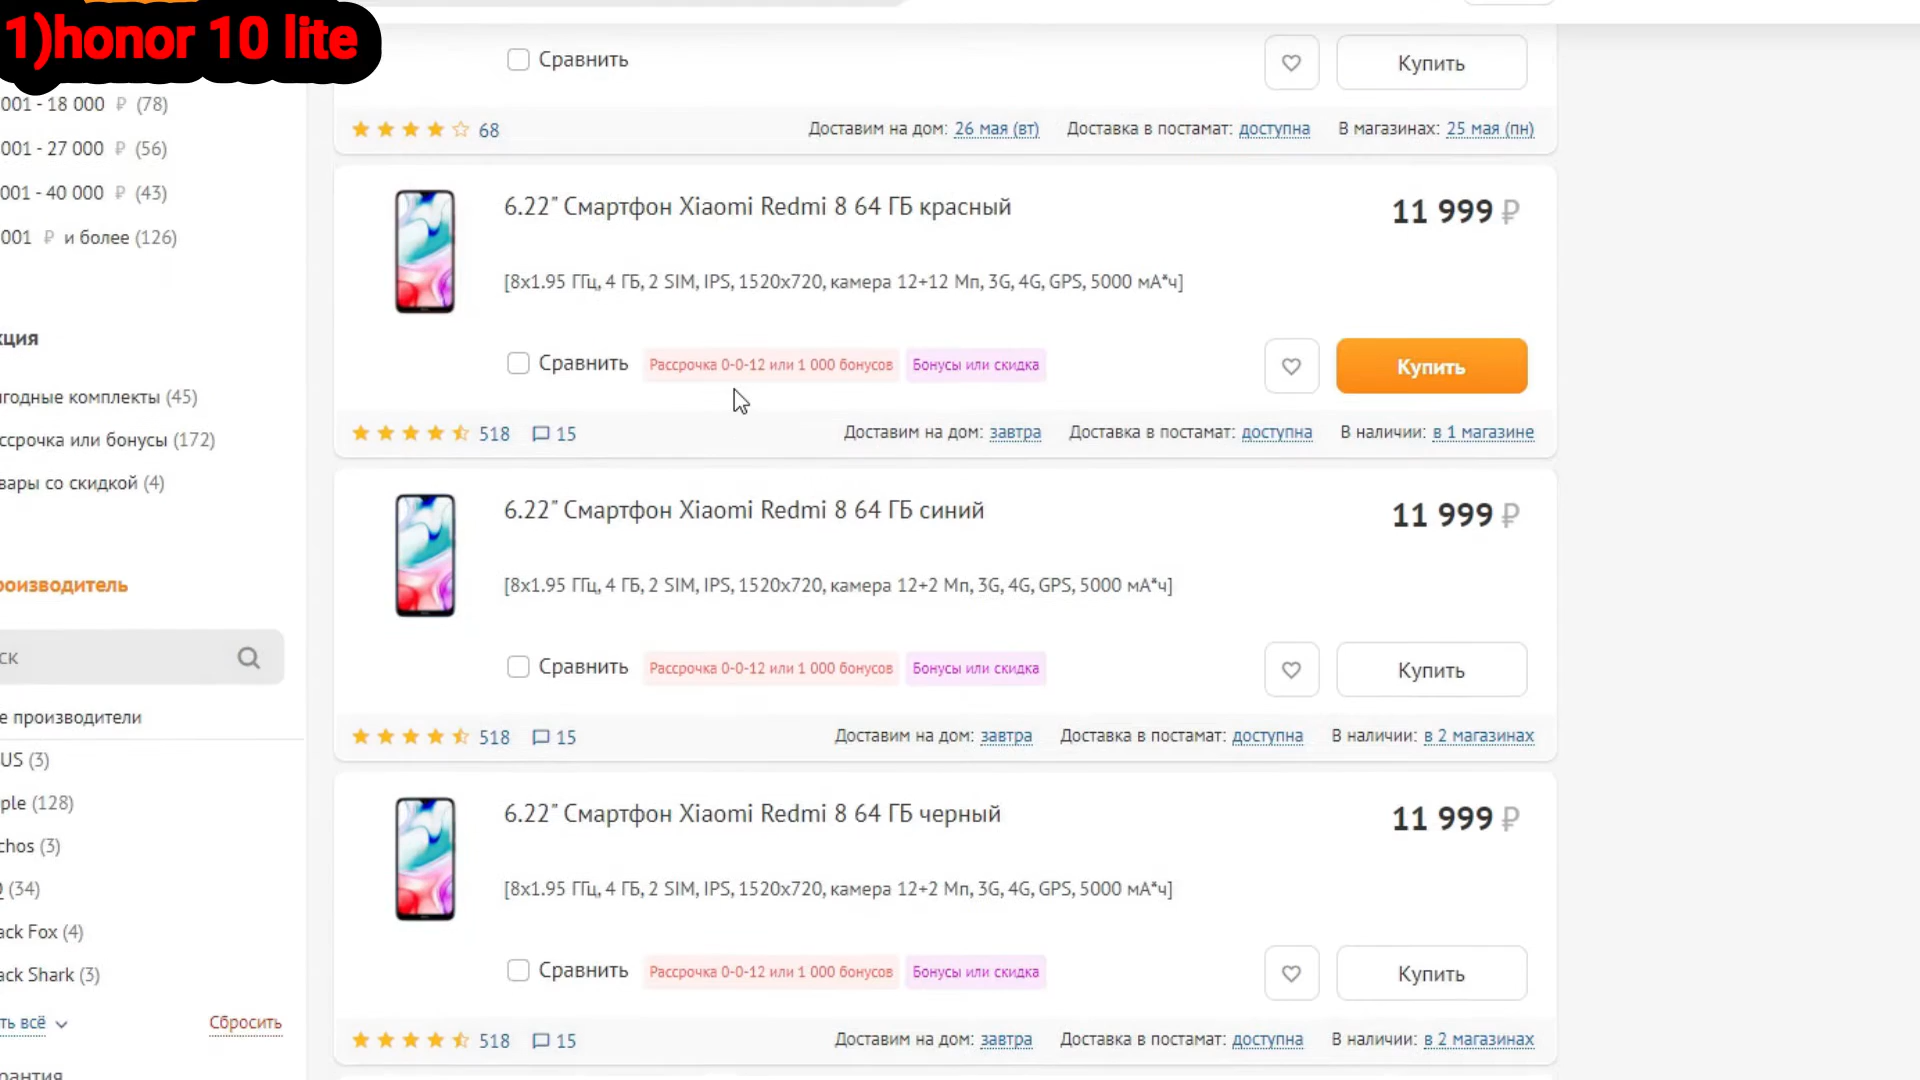 1)honor 10 lite
Сравнить
Купить
001 - 18 000 ₽ (78)
68
Доставим на дом: 26 мая (вт) Доставка в постамат: доступна В магазинах: 25 мая (пн)
001 - 27 000 ₽ (56)
001 - 40 000 ₽ (43)
001 ₽ и более (126)
6.22" Смартфон Xiaomi Redmi 8 64 ГБ красный
11 999 ₽
[8x1.95 ГГц, 4 ГБ, 2 SIM, IPS, 1520x720, камера 12+12 Мп, 3G, 4G, GPS, 5000 мА*ч]
кция
Сравнить
Рассрочка 0-0-12 или 1 000 бонусов
Бонусы или скидка
Купить
ыгодные комплекты (45)
518 15
Доставим на дом: завтра Доставка в постамат: доступна В наличии: в 1 магазине
ссрочка или бонусы (172)
вары со скидкой (4)
6.22" Смартфон Xiaomi Redmi 8 64 ГБ синий
11 999 ₽
[8x1.95 ГГц, 4 ГБ, 2 SIM, IPS, 1520x720, камера 12+2 Мп, 3G, 4G, GPS, 5000 мА*ч]
роизводитель
ск
Сравнить
Рассрочка 0-0-12 или 1 000 бонусов
Бонусы или скидка
Купить
е производители
518 15
Доставим на дом: завтра Доставка в постамат: доступна В наличии: в 2 магазинах
US (3)
ple (128)
chos (3)
(34)
ack Fox (4)
ack Shark (3)
6.22" Смартфон Xiaomi Redmi 8 64 ГБ черный
11 999 ₽
[8x1.95 ГГц, 4 ГБ, 2 SIM, IPS, 1520x720, камера 12+2 Мп, 3G, 4G, GPS, 5000 мА*ч]
Сравнить
Рассрочка 0-0-12 или 1 000 бонусов
Бонусы или скидка
Купить
ть всё
Сбросить
518 15
Доставим на дом: завтра Доставка в постамат: доступна В наличии: в 2 магазинах